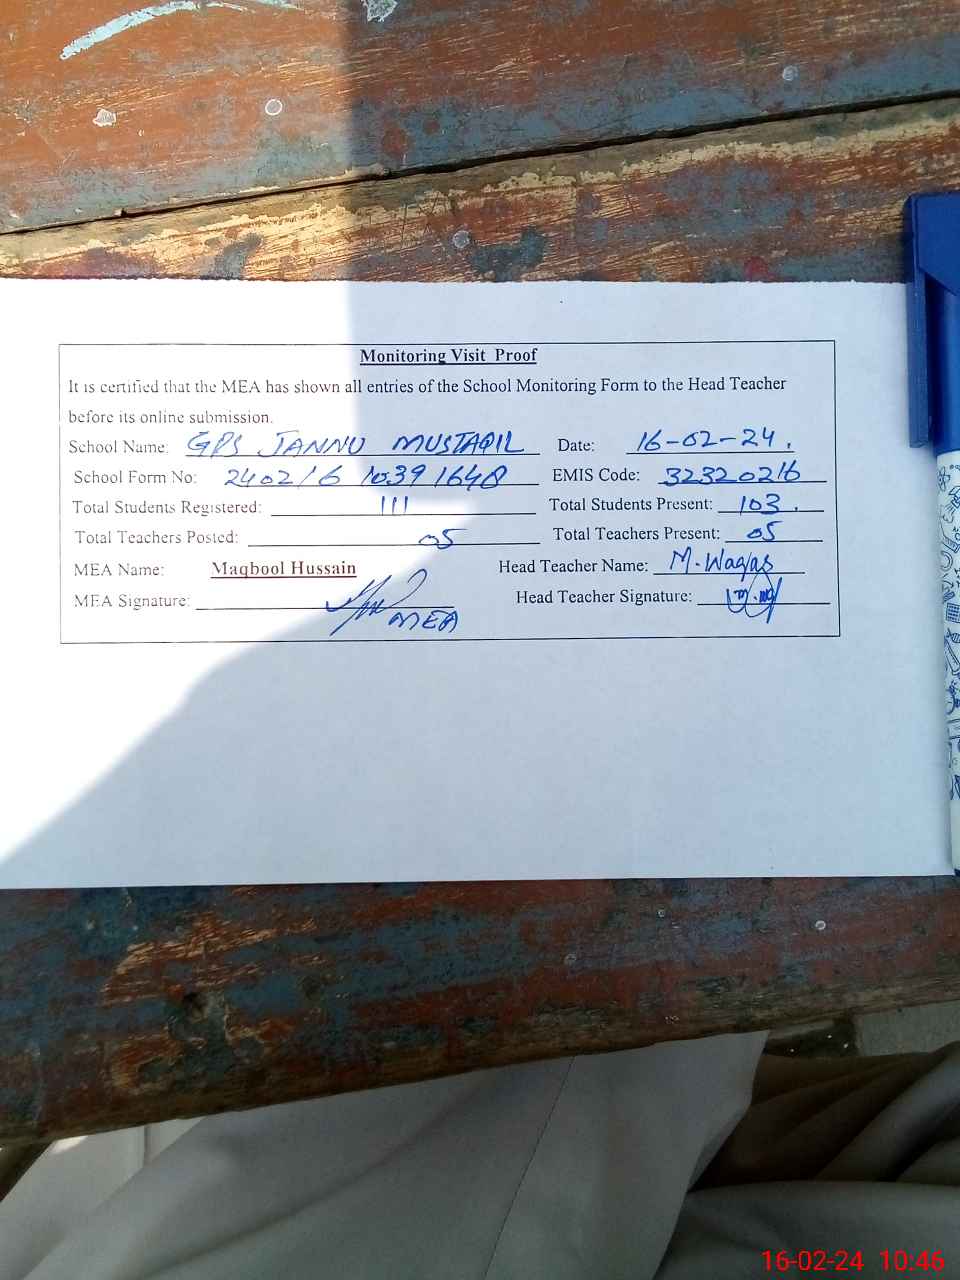 Monitoring Visit Proof
It is certified that the MEA has shown all entries of the School Monitoring Form to the Head Teacher
before its online submission.
School Name: GPS JANNU MUSTAQIL Date: 16-02-24.
School Form No: 240216 1039 1648 EMIS Code: 32320216
Total Students Registered: 111 Total Students Present: 103.
Total Teachers Posted: 05 Total Teachers Present: 05
MEA Name: Maqbool Hussain Head Teacher Name: M. Waqas
MEA Signature: MEA Head Teacher Signature:
16-02-24 10:46